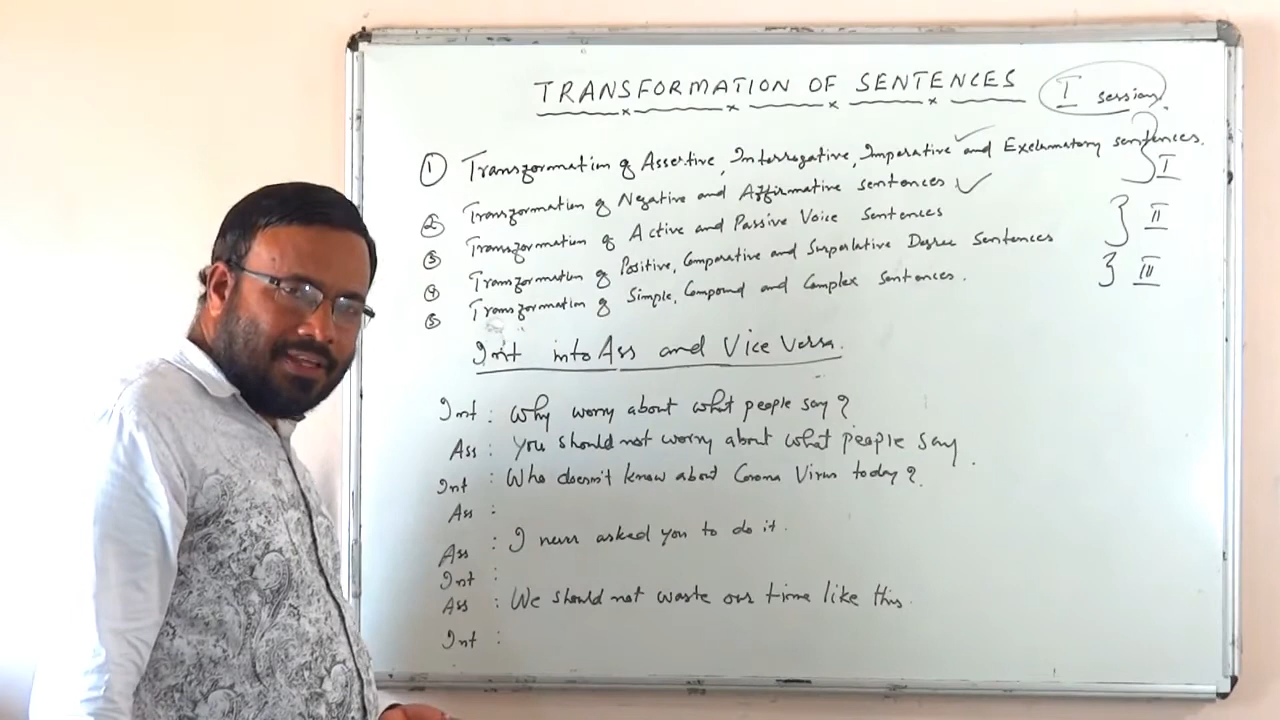 TRANSFORMATION OF SENTENCES I session.
① Transformation of Assertive, Interrogative, Imperative and Exclamatory sentences. I
② Transformation of Negative and Affirmative sentences ✓
③ Transformation of Active and Passive Voice Sentences II
④ Transformation of Positive, Comparative and Superlative Degree Sentences
⑤ Transformation of Simple, Compound and Complex Sentences. III
Int into Ass and Vice Versa.
Int : Why worry about what people say?
Ass : You should not worry about what people say.
Int : Who doesn't know about Corona Virus today?
Ass :
Ass : I never asked you to do it.
Int :
Ass : We should not waste our time like this.
Int :